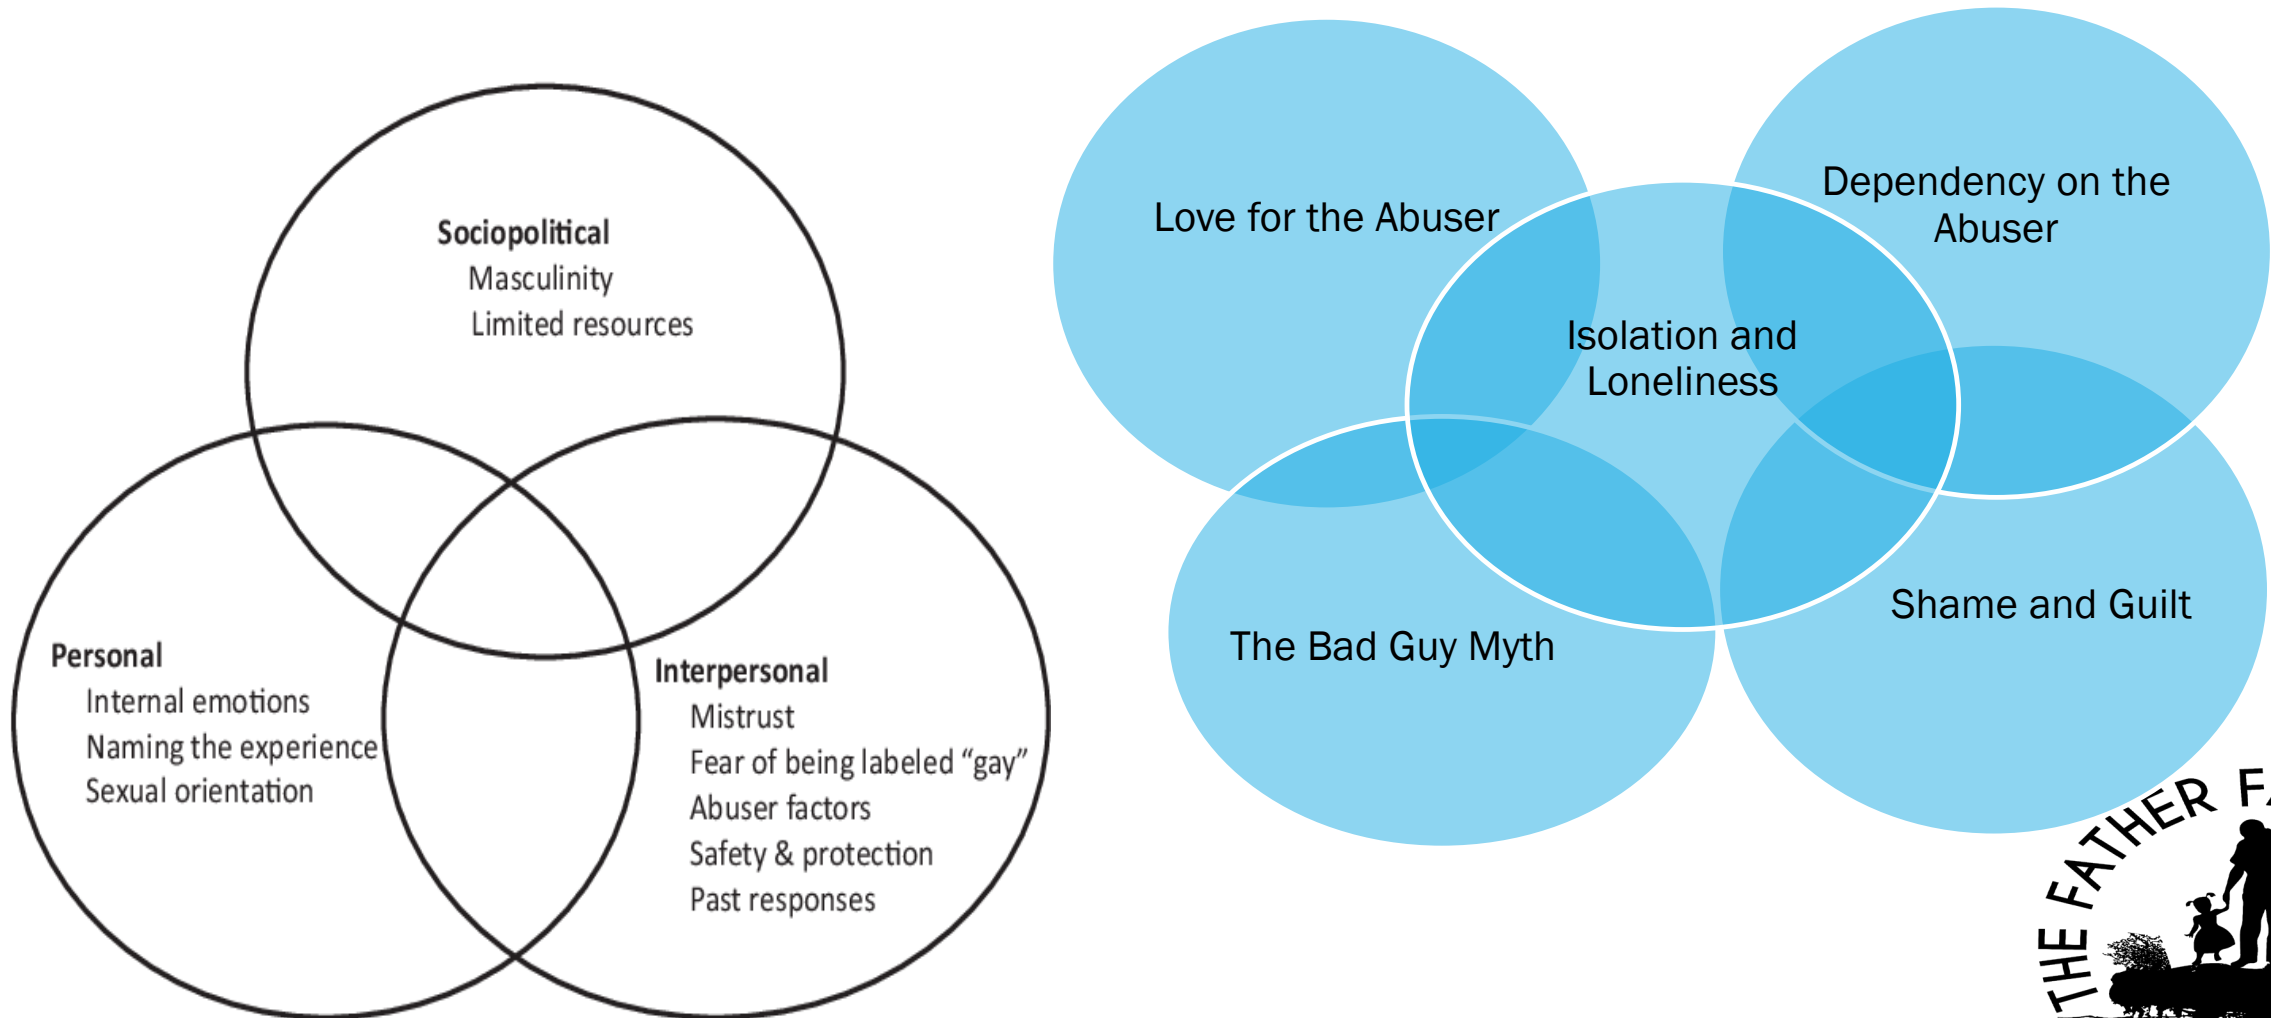 Sociopolitical
Masculinity
Limited resources
Personal
Internal emotions
Naming the experience
Sexual orientation
Interpersonal
Mistrust
Fear of being labeled “gay”
Abuser factors
Safety & protection
Past responses
Love for the Abuser
Dependency on the
Abuser
Isolation and
Loneliness
The Bad Guy Myth
Shame and Guilt
THE FATHER